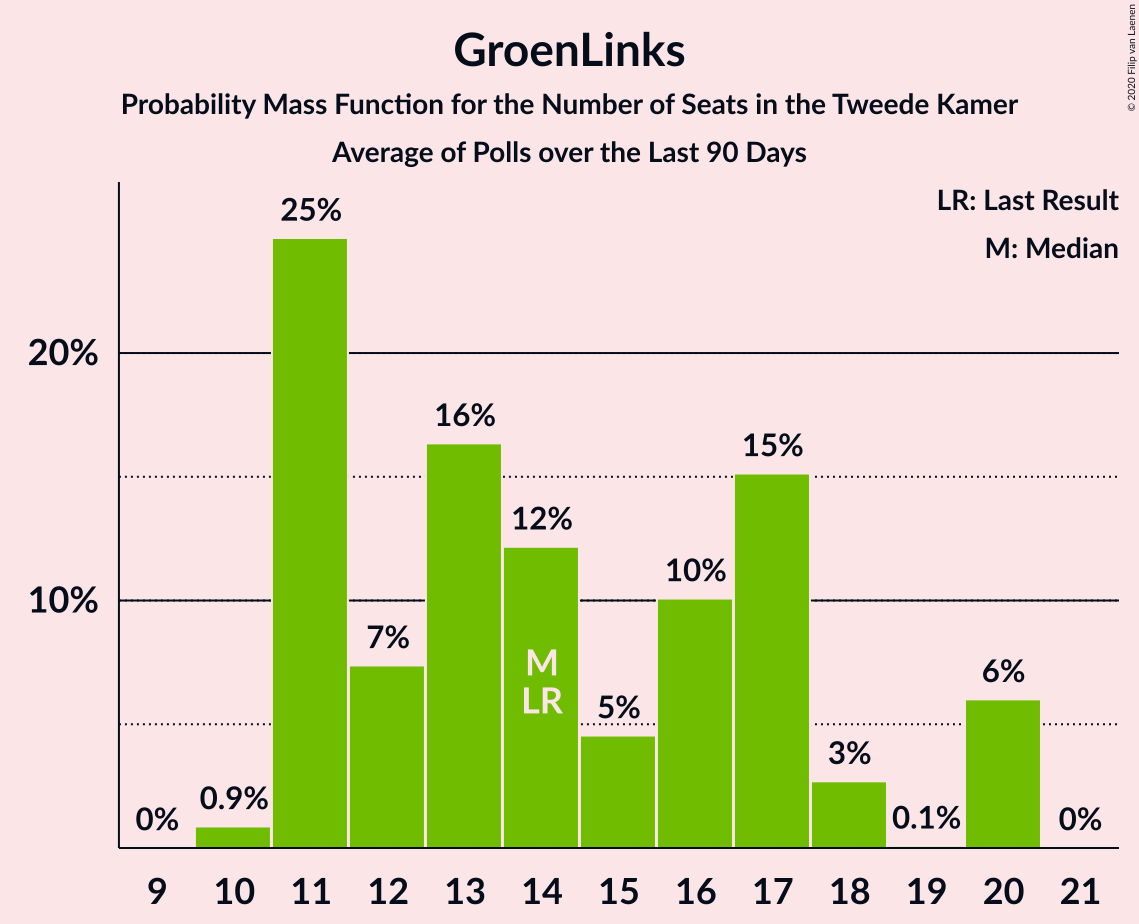 GroenLinks
Probability Mass Function for the Number of Seats in the Tweede Kamer
Average of Polls over the Last 90 Days
© 2020 Filip van Laenen
LR: Last Result
M: Median
20%
10%
0%
0.9%
25%
7%
16%
12%
5%
10%
15%
3%
0.1%
6%
0%
M
LR
9 10 11 12 13 14 15 16 17 18 19 20 21